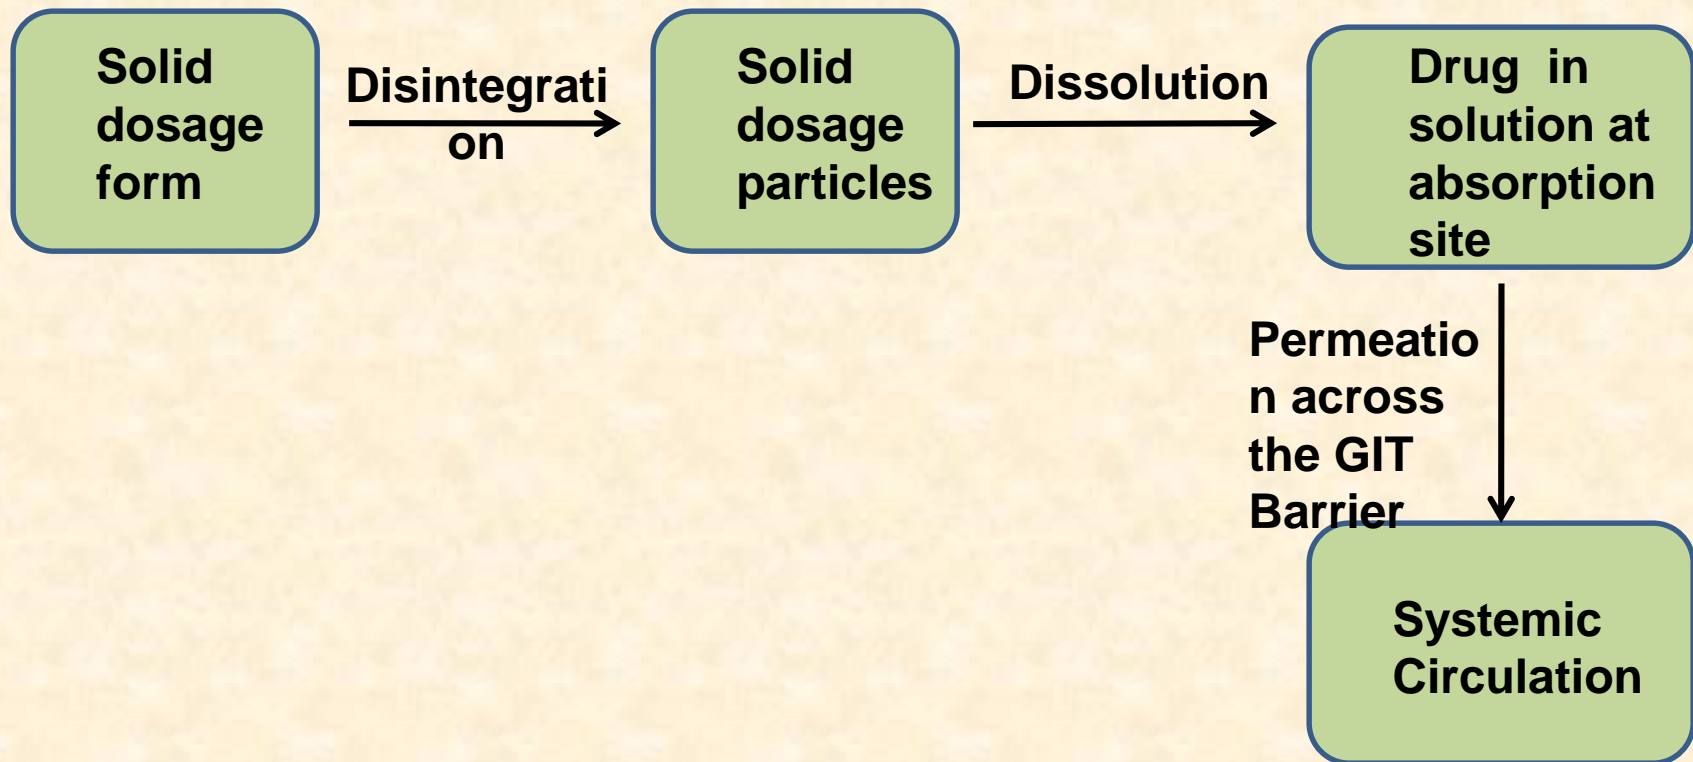 Solid
dosage
form
Disintegrati
on
Solid
dosage
particles
Dissolution
Drug in
solution at
absorption
site
Permeatio
n across
the GIT
Barrier
Systemic
Circulation